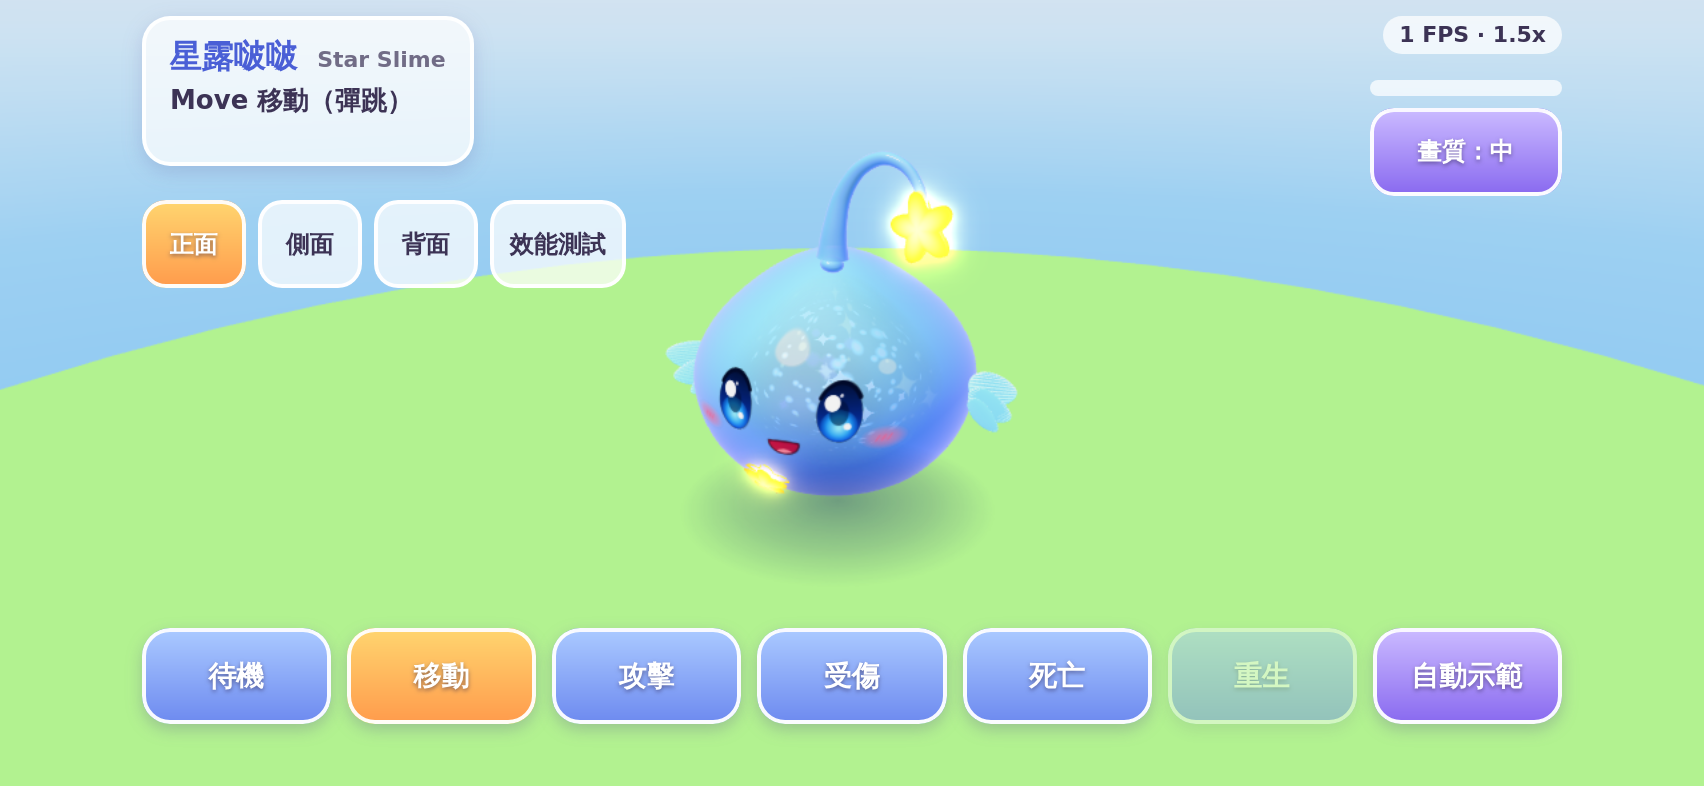 星露啵啵 Star Slime
Move 移動（彈跳）
1 FPS · 1.5x
畫質：中
正面
側面
背面
效能測試
待機
移動
攻擊
受傷
死亡
重生
自動示範